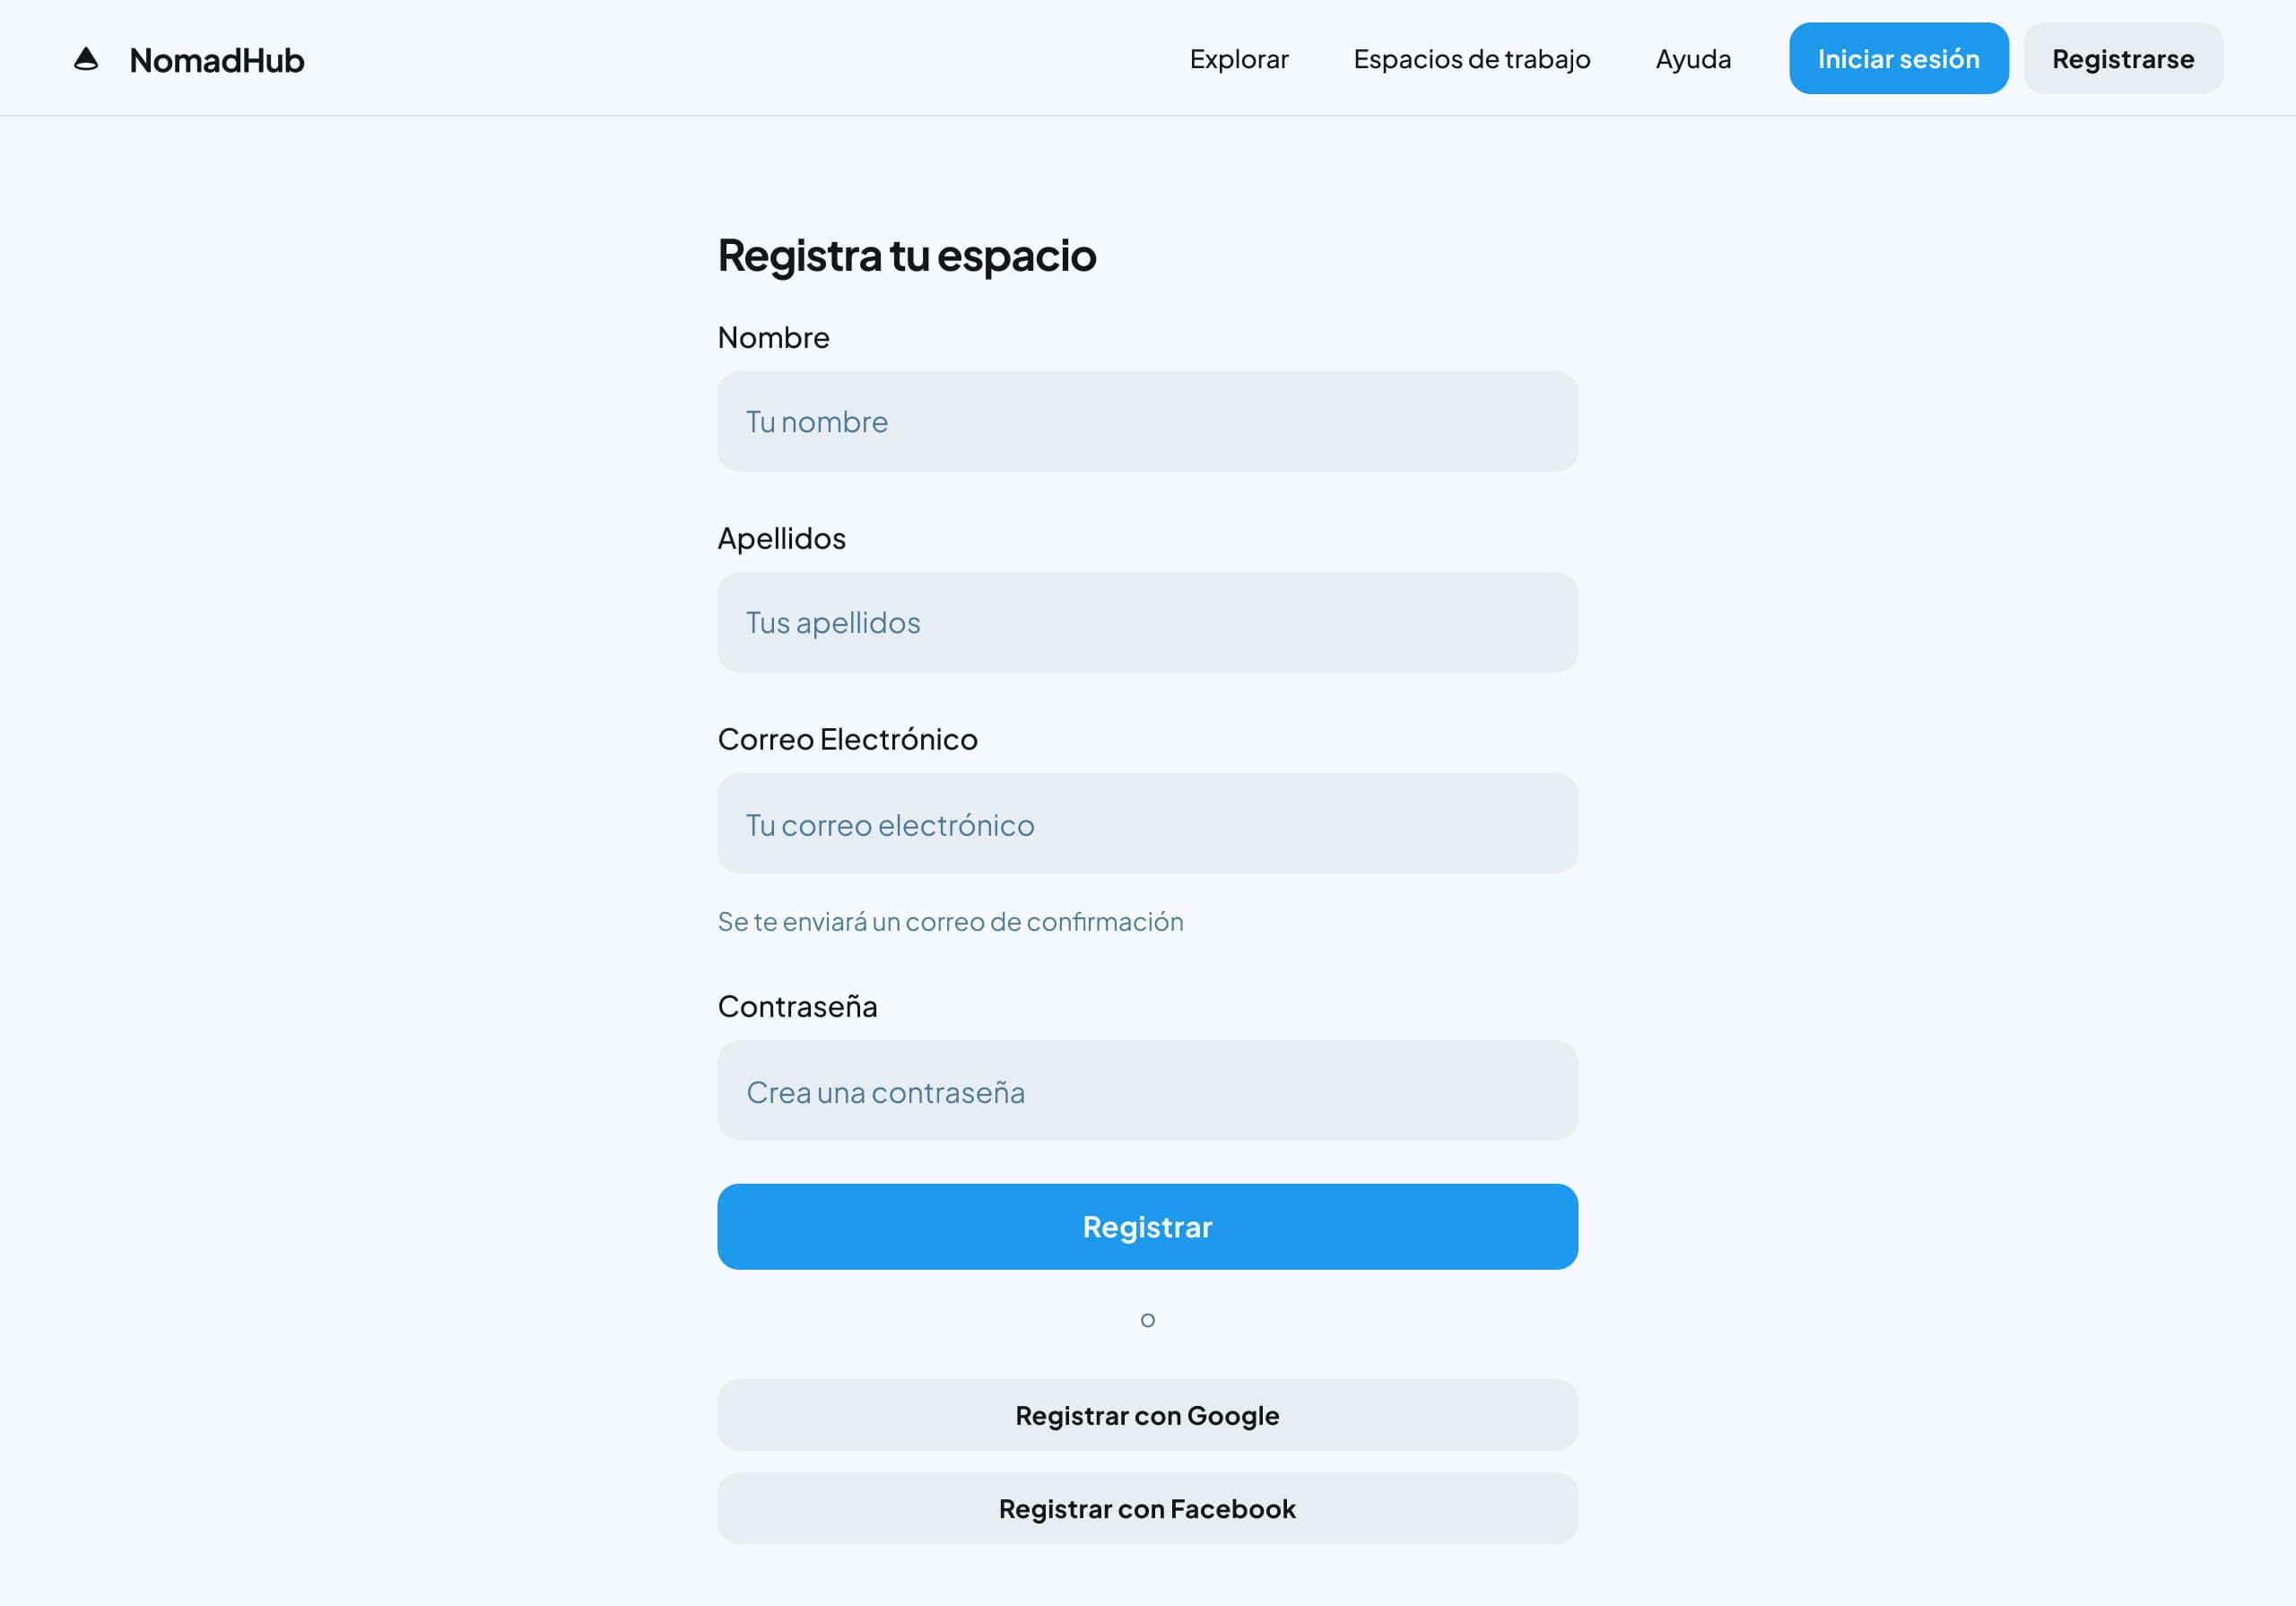 NomadHub
Explorar
Espacios de trabajo
Ayuda
Iniciar sesión
Registrarse
Registra tu espacio
Nombre
Tu nombre
Apellidos
Tus apellidos
Correo Electrónico
Tu correo electrónico
Se te enviará un correo de confirmación
Contraseña
Crea una contraseña
Registrar
o
Registrar con Google
Registrar con Facebook